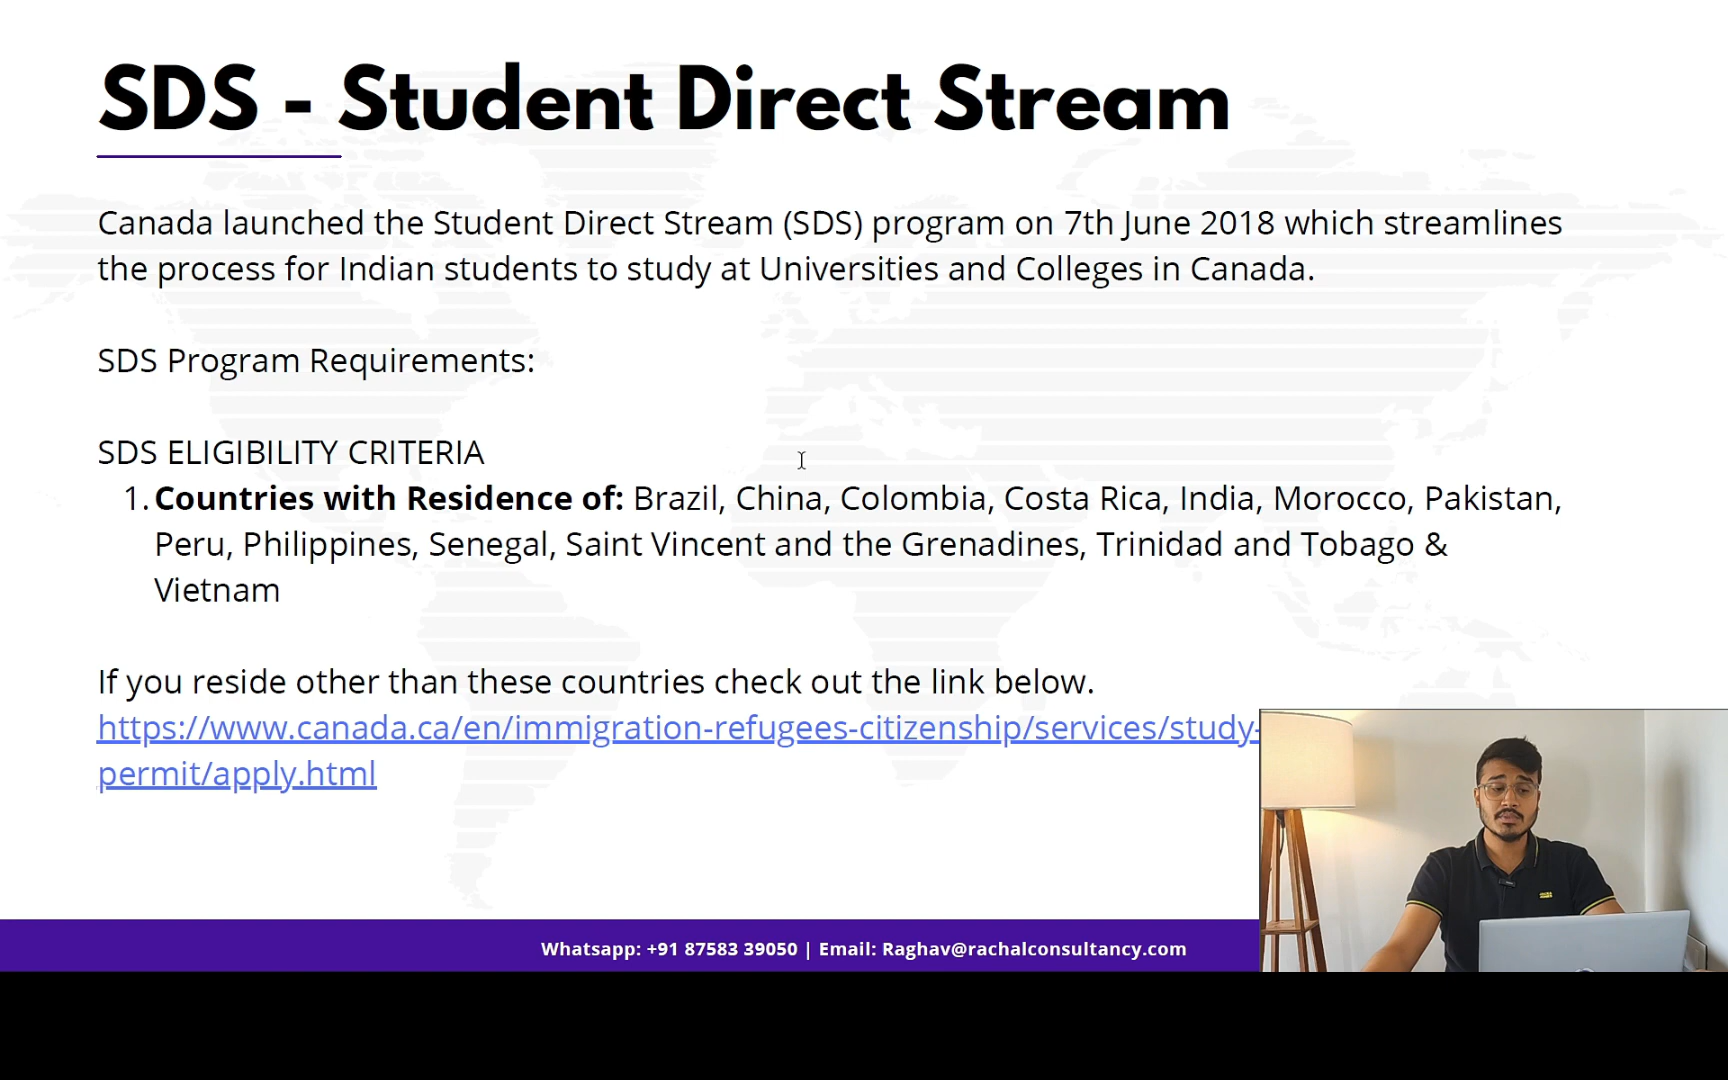 SDS - Student Direct Stream
Canada launched the Student Direct Stream (SDS) program on 7th June 2018 which streamlines
the process for Indian students to study at Universities and Colleges in Canada.
SDS Program Requirements:
SDS ELIGIBILITY CRITERIA
1. Countries with Residence of: Brazil, China, Colombia, Costa Rica, India, Morocco, Pakistan,
Peru, Philippines, Senegal, Saint Vincent and the Grenadines, Trinidad and Tobago &
Vietnam
If you reside other than these countries check out the link below.
https://www.canada.ca/en/immigration-refugees-citizenship/services/study-
permit/apply.html
Whatsapp: +91 87583 39050 | Email: Raghav@rachalconsultancy.com